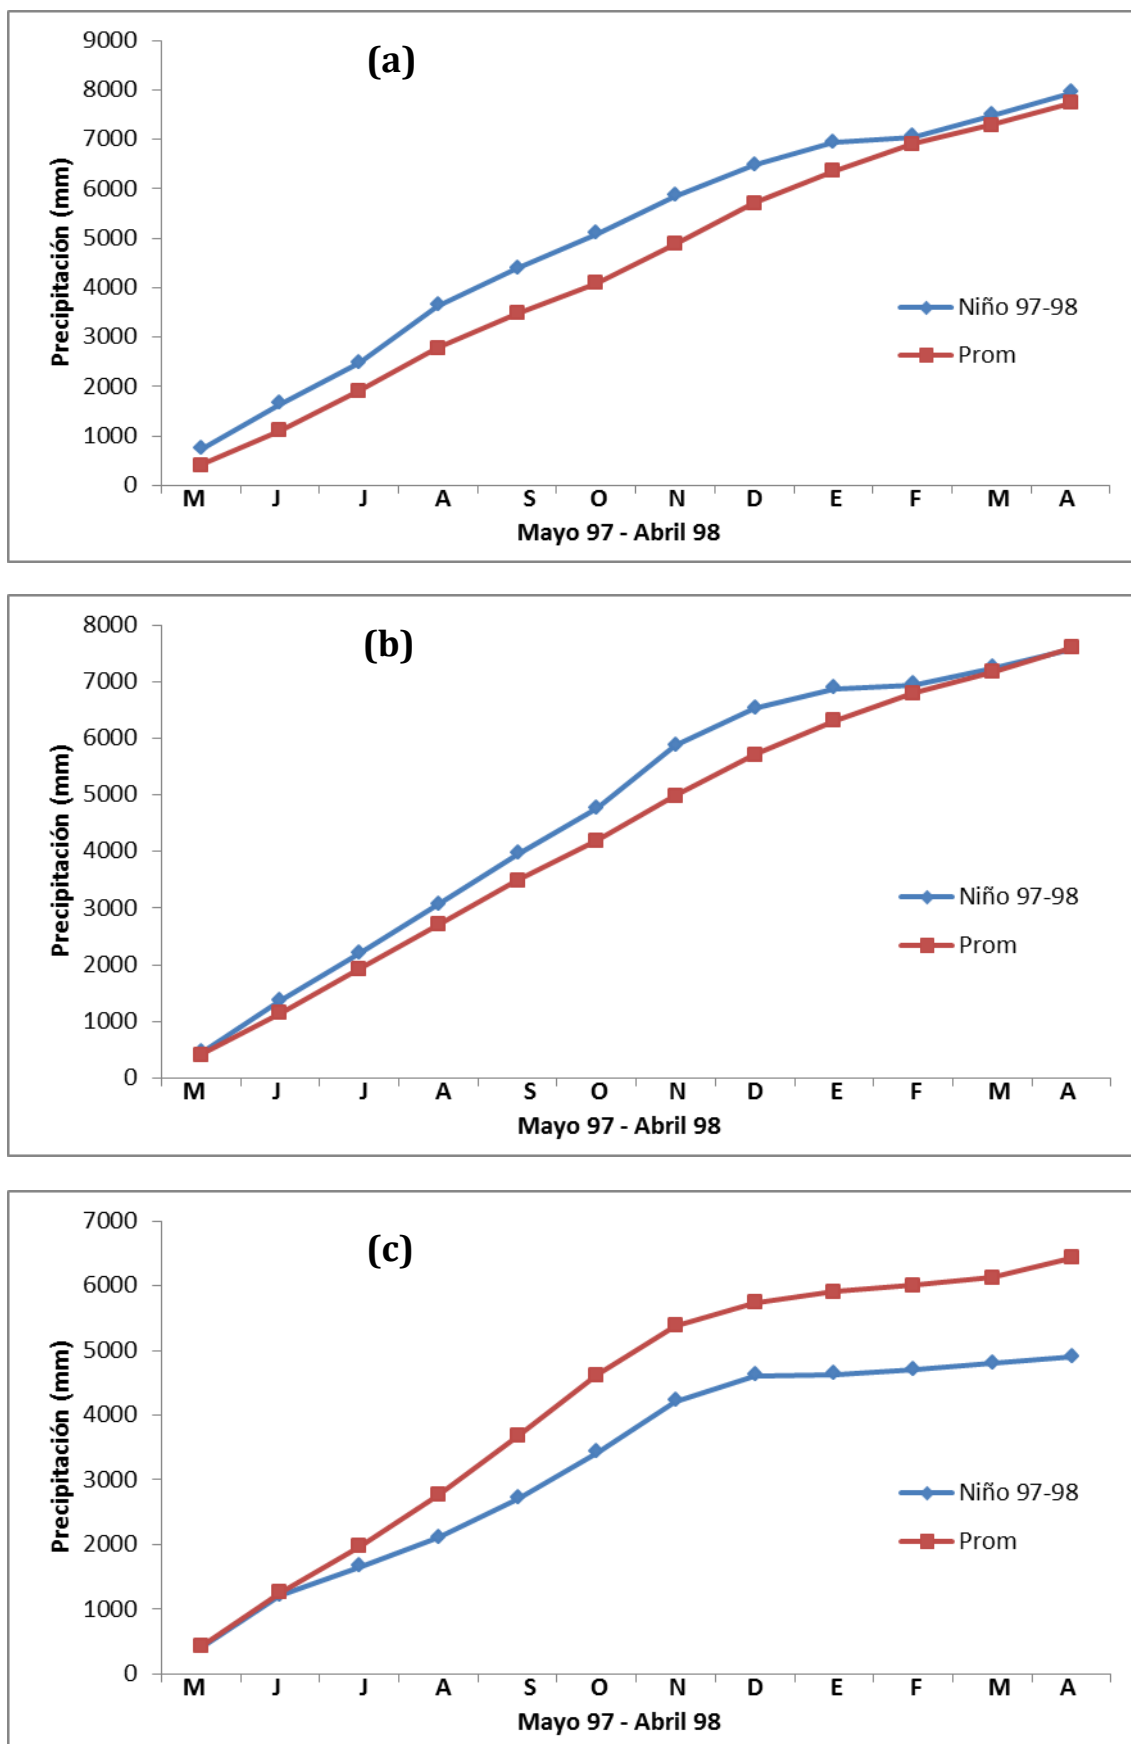 (a)
9000
8000
7000
6000
5000
4000
3000
2000
1000
0
Precipitación (mm)
Niño 97-98
Prom
M J J A S O N D E F M A
Mayo 97 - Abril 98
(b)
8000
7000
6000
5000
4000
3000
2000
1000
0
Precipitación (mm)
Niño 97-98
Prom
M J J A S O N D E F M A
Mayo 97 - Abril 98
(c)
7000
6000
5000
4000
3000
2000
1000
0
Precipitación (mm)
Niño 97-98
Prom
M J J A S O N D E F M A
Mayo 97 - Abril 98